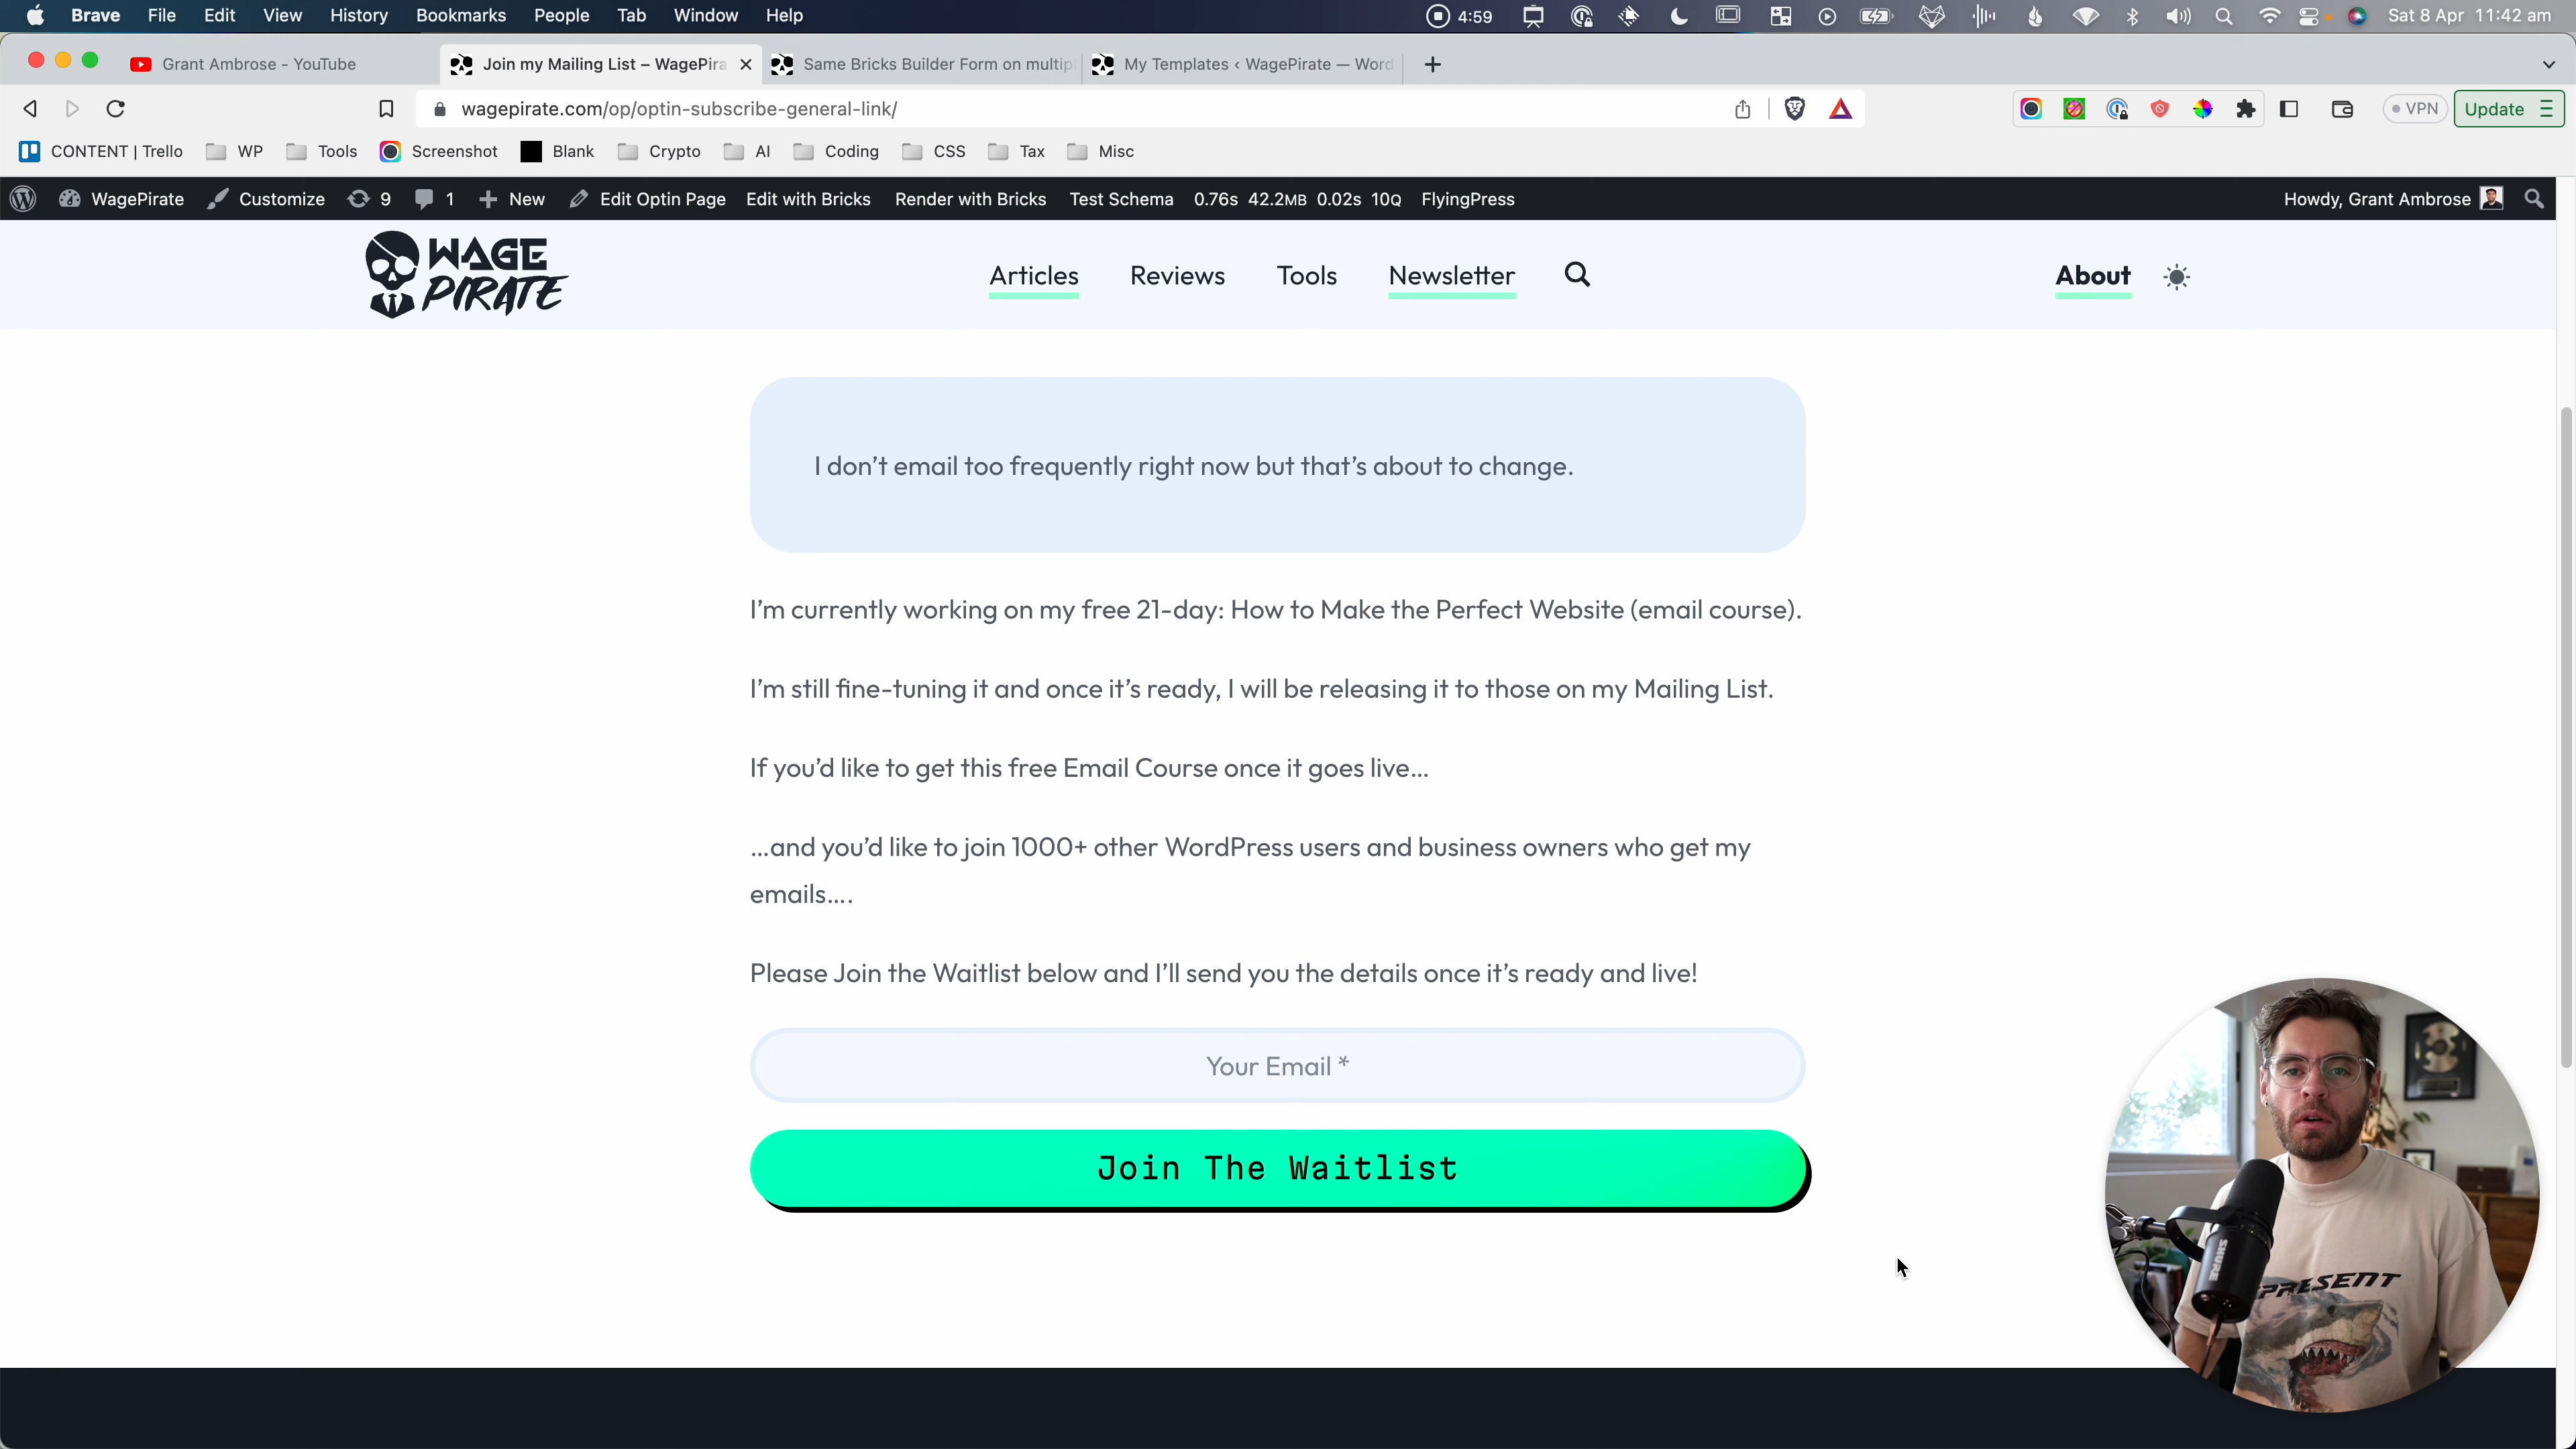 Brave File Edit View History Bookmarks People Tab Window Help 4:59 Sat 8 Apr 11:42 am
Grant Ambrose - YouTube Join my Mailing List – WagePira Same Bricks Builder Form on multip My Templates ‹ WagePirate — Word
wagepirate.com/op/optin-subscribe-general-link/ VPN Update
CONTENT | Trello WP Tools Screenshot Blank Crypto AI Coding CSS Tax Misc
WagePirate Customize 9 1 New Edit Optin Page Edit with Bricks Render with Bricks Test Schema 0.76s 42.2MB 0.02s 10Q FlyingPress Howdy, Grant Ambrose
WAGE
PIRATE
Articles Reviews Tools Newsletter About
I don’t email too frequently right now but that’s about to change.
I’m currently working on my free 21-day: How to Make the Perfect Website (email course).
I’m still fine-tuning it and once it’s ready, I will be releasing it to those on my Mailing List.
If you’d like to get this free Email Course once it goes live…
…and you’d like to join 1000+ other WordPress users and business owners who get my
emails….
Please Join the Waitlist below and I’ll send you the details once it’s ready and live!
Your Email *
Join The Waitlist
SHURE